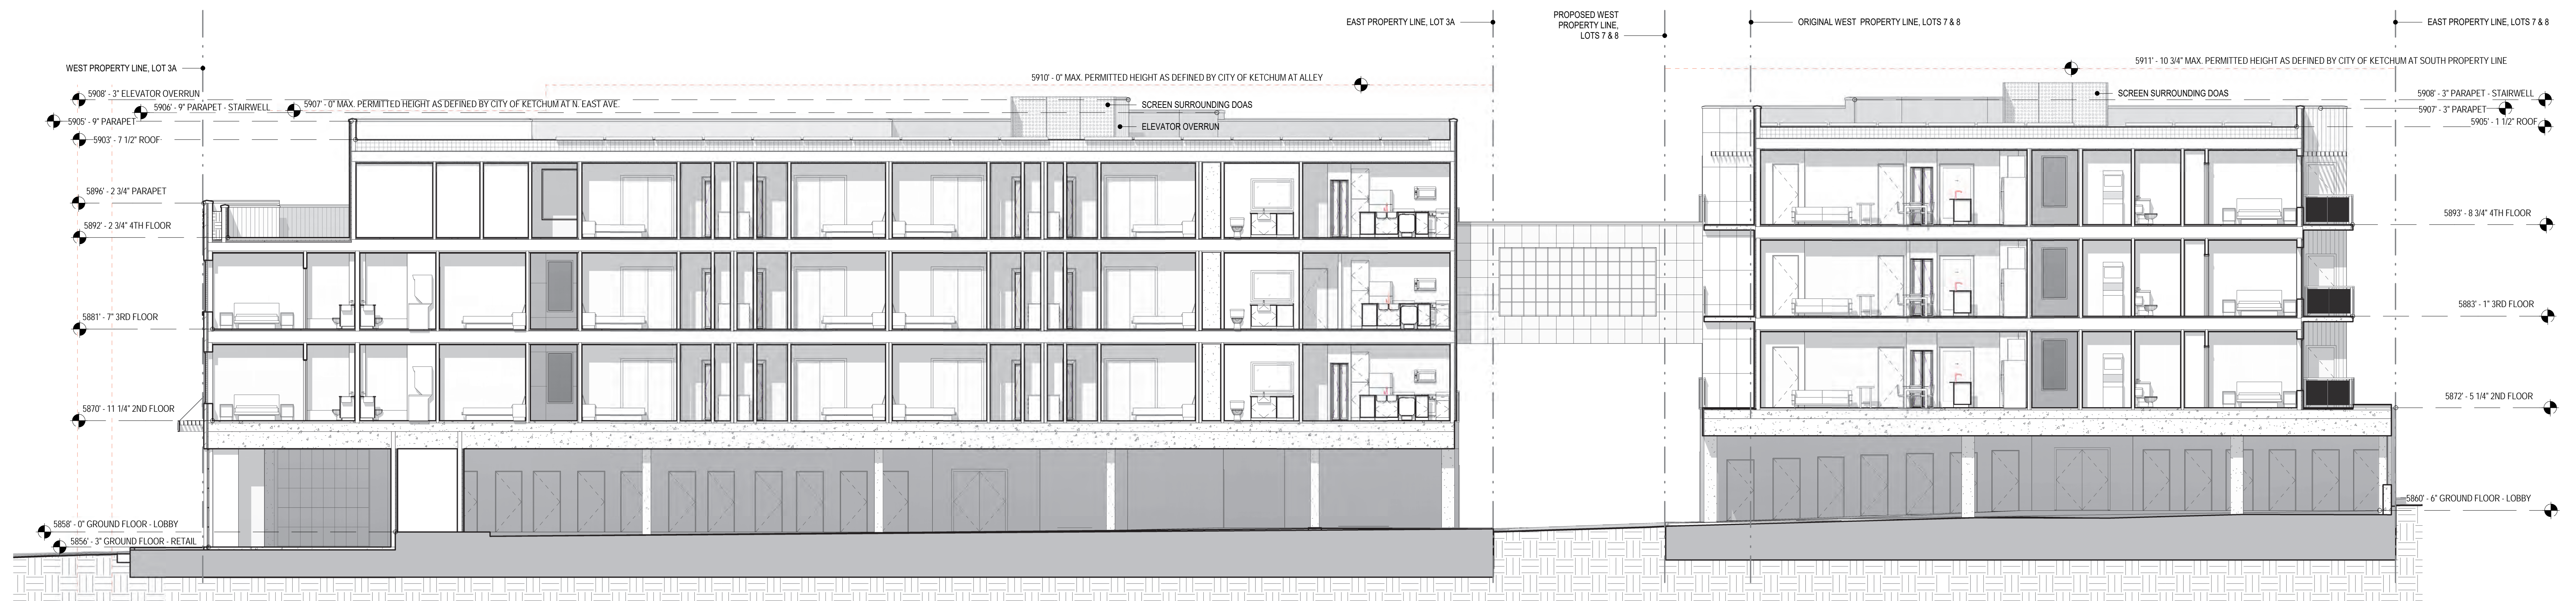 EAST PROPERTY LINE, LOT 3A
PROPOSED WEST
PROPERTY LINE,
LOTS 7 & 8
ORIGINAL WEST PROPERTY LINE, LOTS 7 & 8
EAST PROPERTY LINE, LOTS 7 & 8
WEST PROPERTY LINE, LOT 3A
5910' - 0" MAX. PERMITTED HEIGHT AS DEFINED BY CITY OF KETCHUM AT ALLEY
5911' - 10 3/4" MAX. PERMITTED HEIGHT AS DEFINED BY CITY OF KETCHUM AT SOUTH PROPERTY LINE
5908' - 3" ELEVATOR OVERRUN
5906' - 9" PARAPET - STAIRWELL
5907' - 0" MAX. PERMITTED HEIGHT AS DEFINED BY CITY OF KETCHUM AT N. EAST AVE.
5905' - 9" PARAPET
5903' - 7 1/2" ROOF
SCREEN SURROUNDING DOAS
ELEVATOR OVERRUN
SCREEN SURROUNDING DOAS
5908' - 3" PARAPET - STAIRWELL
5907' - 3" PARAPET
5905' - 1 1/2" ROOF
5896' - 2 3/4" PARAPET
5892' - 2 3/4" 4TH FLOOR
5893' - 8 3/4" 4TH FLOOR
5881' - 7" 3RD FLOOR
5883' - 1" 3RD FLOOR
5870' - 11 1/4" 2ND FLOOR
5872' - 5 1/4" 2ND FLOOR
5858' - 0" GROUND FLOOR - LOBBY
5856' - 3" GROUND FLOOR - RETAIL
5860' - 6" GROUND FLOOR - LOBBY